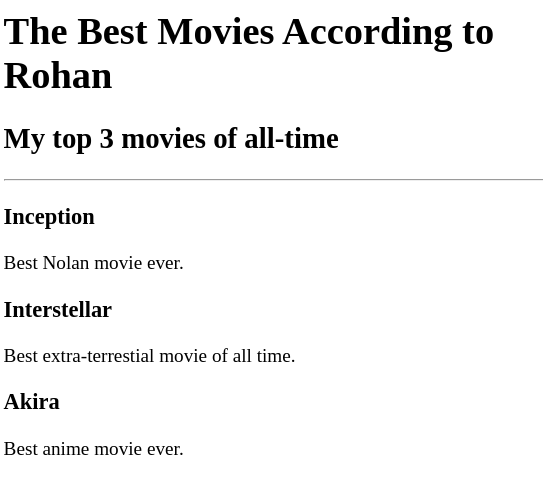 The Best Movies According to
Rohan
My top 3 movies of all-time
Inception
Best Nolan movie ever.
Interstellar
Best extra-terrestial movie of all time.
Akira
Best anime movie ever.